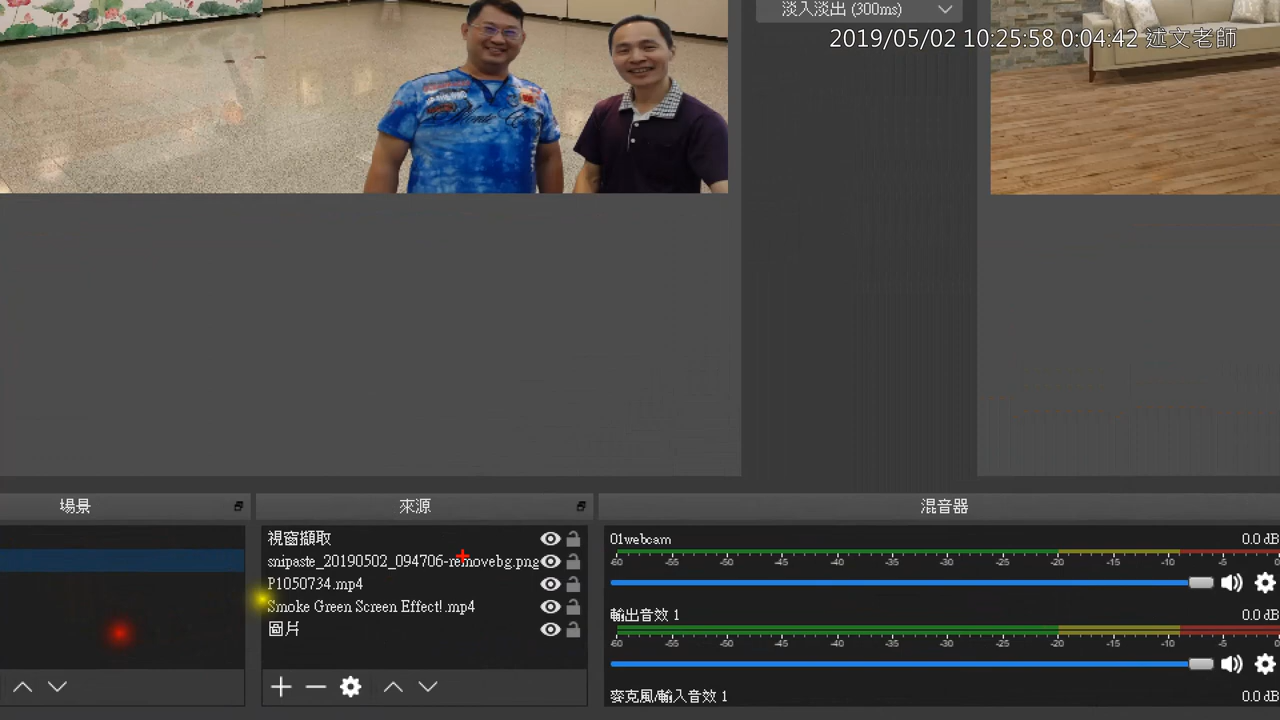 淡入淡出 (300ms)
2019/05/02 10:25:58 0:04:42 述文老師
場景
來源
混音器
視窗擷取
snipaste_20190502_094706-removebg.png
P1050734.mp4
Smoke Green Screen Effect!.mp4
圖片
01webcam
0.0 dB
-60 -55 -50 -45 -40 -35 -30 -25 -20 -15 -10 -5 0
輸出音效 1
0.0 dB
-60 -55 -50 -45 -40 -35 -30 -25 -20 -15 -10 -5 0
麥克風/輸入音效 1
0.0 dB